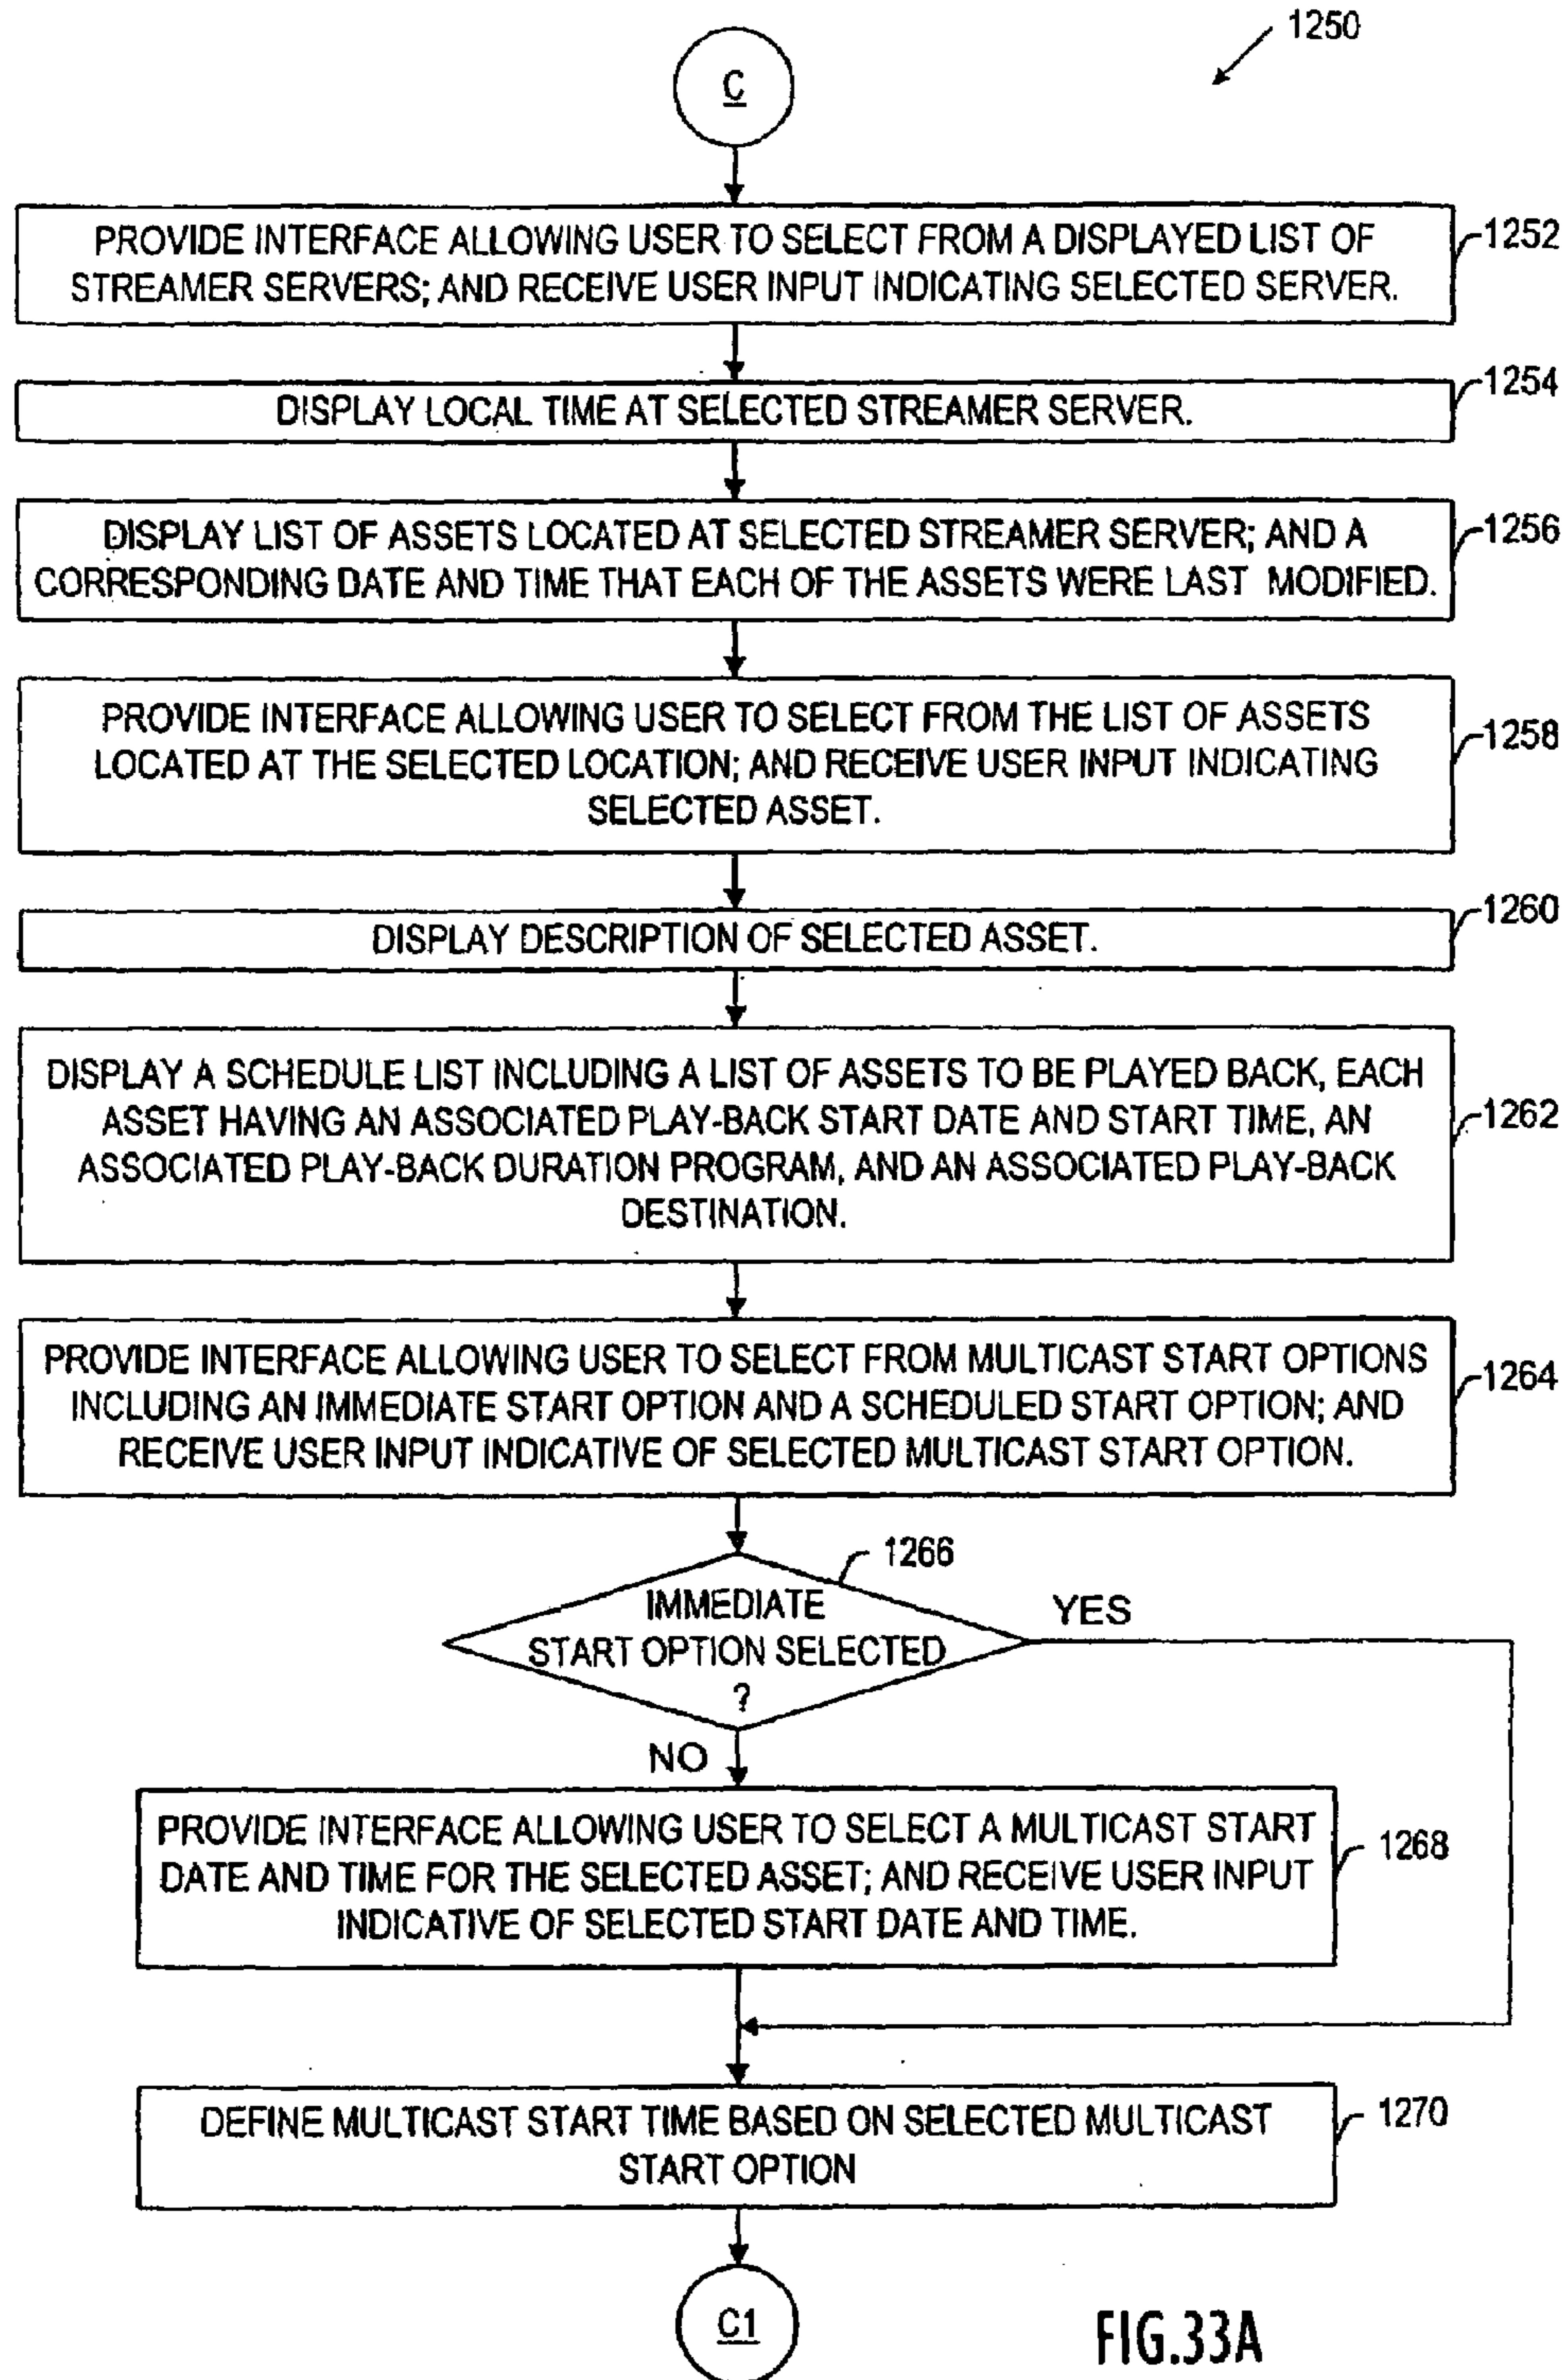 1250
C
PROVIDE INTERFACE ALLOWING USER TO SELECT FROM A DISPLAYED LIST OF
STREAMER SERVERS; AND RECEIVE USER INPUT INDICATING SELECTED SERVER.
1252
DISPLAY LOCAL TIME AT SELECTED STREAMER SERVER.
1254
DISPLAY LIST OF ASSETS LOCATED AT SELECTED STREAMER SERVER; AND A
CORRESPONDING DATE AND TIME THAT EACH OF THE ASSETS WERE LAST MODIFIED.
1256
PROVIDE INTERFACE ALLOWING USER TO SELECT FROM THE LIST OF ASSETS
LOCATED AT THE SELECTED LOCATION; AND RECEIVE USER INPUT INDICATING
SELECTED ASSET.
1258
DISPLAY DESCRIPTION OF SELECTED ASSET.
1260
DISPLAY A SCHEDULE LIST INCLUDING A LIST OF ASSETS TO BE PLAYED BACK, EACH
ASSET HAVING AN ASSOCIATED PLAY-BACK START DATE AND START TIME, AN
ASSOCIATED PLAY-BACK DURATION PROGRAM, AND AN ASSOCIATED PLAY-BACK
DESTINATION.
1262
PROVIDE INTERFACE ALLOWING USER TO SELECT FROM MULTICAST START OPTIONS
INCLUDING AN IMMEDIATE START OPTION AND A SCHEDULED START OPTION; AND
RECEIVE USER INPUT INDICATIVE OF SELECTED MULTICAST START OPTION.
1264
1266
IMMEDIATE
START OPTION SELECTED
?
YES
NO
PROVIDE INTERFACE ALLOWING USER TO SELECT A MULTICAST START
DATE AND TIME FOR THE SELECTED ASSET; AND RECEIVE USER INPUT
INDICATIVE OF SELECTED START DATE AND TIME.
1268
DEFINE MULTICAST START TIME BASED ON SELECTED MULTICAST
START OPTION
1270
C1
FIG.33A